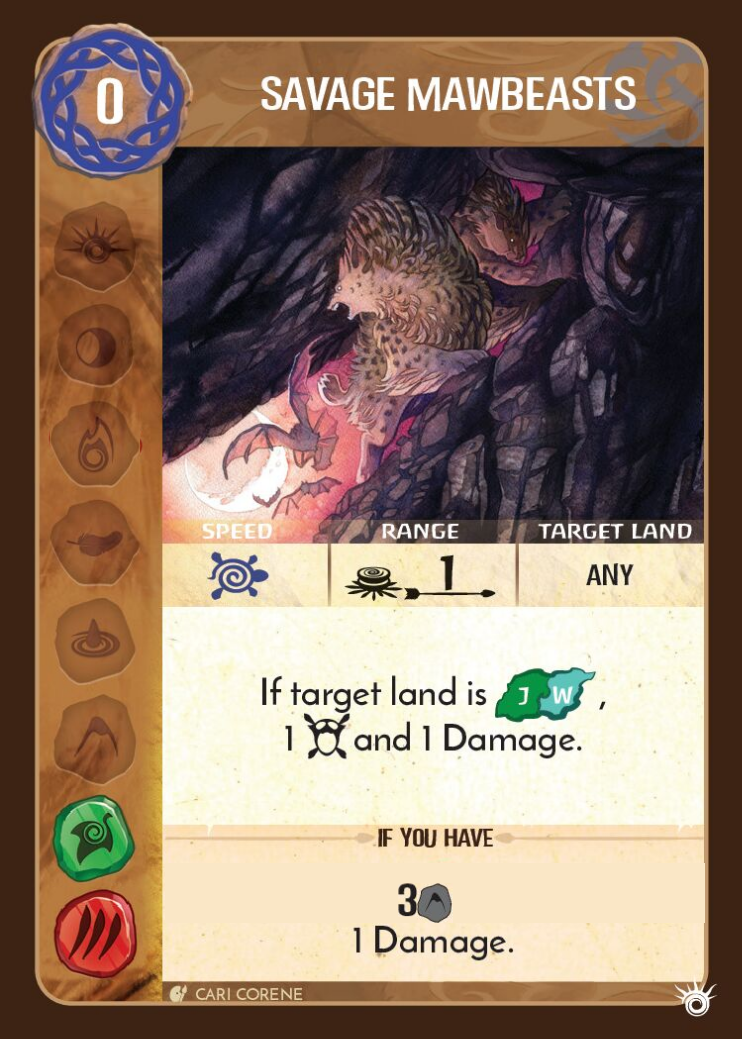 0
SAVAGE MAWBEASTS
SPEED RANGE TARGET LAND
1 ANY
If target land is J W ,
1 and 1 Damage.
IF YOU HAVE
3
1 Damage.
CARI CORENE